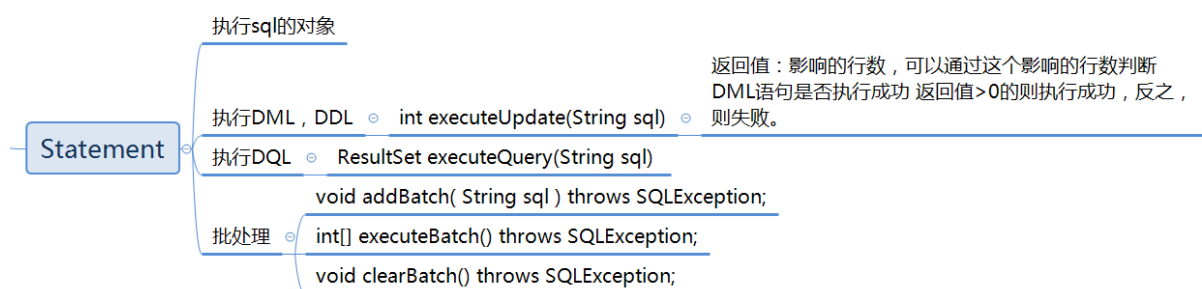 Statement
执行sql的对象
执行DML，DDL
int executeUpdate(String sql)
返回值：影响的行数，可以通过这个影响的行数判断
DML语句是否执行成功 返回值>0的则执行成功，反之，
则失败。
执行DQL
ResultSet executeQuery(String sql)
批处理
void addBatch( String sql ) throws SQLException;
int[] executeBatch() throws SQLException;
void clearBatch() throws SQLException;